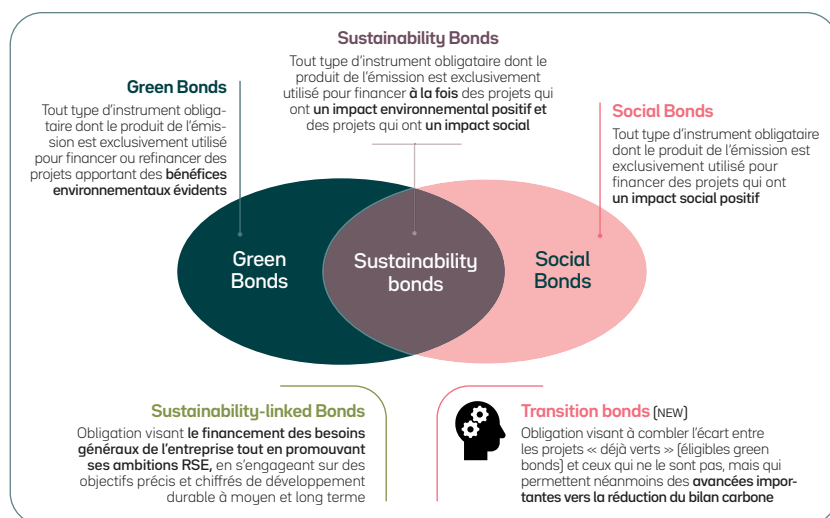 Sustainability Bonds
Tout type d'instrument obligataire dont le
produit de l'émission est exclusivement
utilisé pour financer à la fois des projets qui
ont un impact environnemental positif et
des projets qui ont un impact social
Green Bonds
Tout type d'instrument obliga-
taire dont le produit de l'émis-
sion est exclusivement utilisé
pour financer ou refinancer des
projets apportant des bénéfices
environnementaux évidents
Social Bonds
Tout type d'instrument obligataire
dont le produit de l'émission est
exclusivement utilisé pour
financer des projets qui ont
un impact social positif
Green
Bonds
Sustainability
bonds
Social
Bonds
Sustainability-linked Bonds
Obligation visant le financement des besoins
généraux de l'entreprise tout en promouvant
ses ambitions RSE, en s'engageant sur des
objectifs précis et chiffrés de développement
durable à moyen et long terme
Transition bonds (NEW)
Obligation visant à combler l'écart entre
les projets « déjà verts » (éligibles green
bonds) et ceux qui ne le sont pas, mais qui
permettent néanmoins des avancées impor-
tantes vers la réduction du bilan carbone